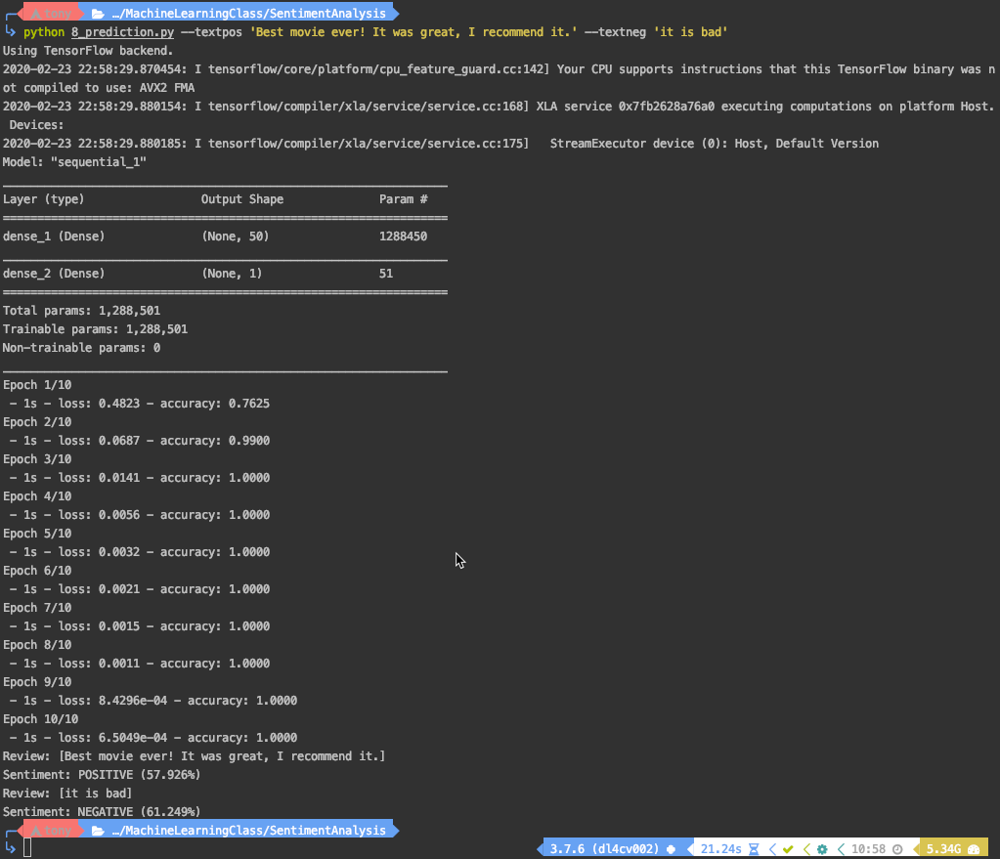 tony …/MachineLearningClass/SentimentAnalysis
python 8_prediction.py --textpos 'Best movie ever! It was great, I recommend it.' --textneg 'it is bad'
Using TensorFlow backend.
2020-02-23 22:58:29.870454: I tensorflow/core/platform/cpu_feature_guard.cc:142] Your CPU supports instructions that this TensorFlow binary was n
ot compiled to use: AVX2 FMA
2020-02-23 22:58:29.880154: I tensorflow/compiler/xla/service/service.cc:168] XLA service 0x7fb2628a76a0 executing computations on platform Host.
Devices:
2020-02-23 22:58:29.880185: I tensorflow/compiler/xla/service/service.cc:175]   StreamExecutor device (0): Host, Default Version
Model: "sequential_1"
Layer (type) Output Shape Param #
dense_1 (Dense) (None, 50) 1288450
dense_2 (Dense) (None, 1) 51
Total params: 1,288,501
Trainable params: 1,288,501
Non-trainable params: 0
Epoch 1/10
- 1s - loss: 0.4823 - accuracy: 0.7625
Epoch 2/10
- 1s - loss: 0.0687 - accuracy: 0.9900
Epoch 3/10
- 1s - loss: 0.0141 - accuracy: 1.0000
Epoch 4/10
- 1s - loss: 0.0056 - accuracy: 1.0000
Epoch 5/10
- 1s - loss: 0.0032 - accuracy: 1.0000
Epoch 6/10
- 1s - loss: 0.0021 - accuracy: 1.0000
Epoch 7/10
- 1s - loss: 0.0015 - accuracy: 1.0000
Epoch 8/10
- 1s - loss: 0.0011 - accuracy: 1.0000
Epoch 9/10
- 1s - loss: 8.4296e-04 - accuracy: 1.0000
Epoch 10/10
- 1s - loss: 6.5049e-04 - accuracy: 1.0000
Review: [Best movie ever! It was great, I recommend it.]
Sentiment: POSITIVE (57.926%)
Review: [it is bad]
Sentiment: NEGATIVE (61.249%)
tony …/MachineLearningClass/SentimentAnalysis
3.7.6 (dl4cv002) 21.24s 10:58 5.34G